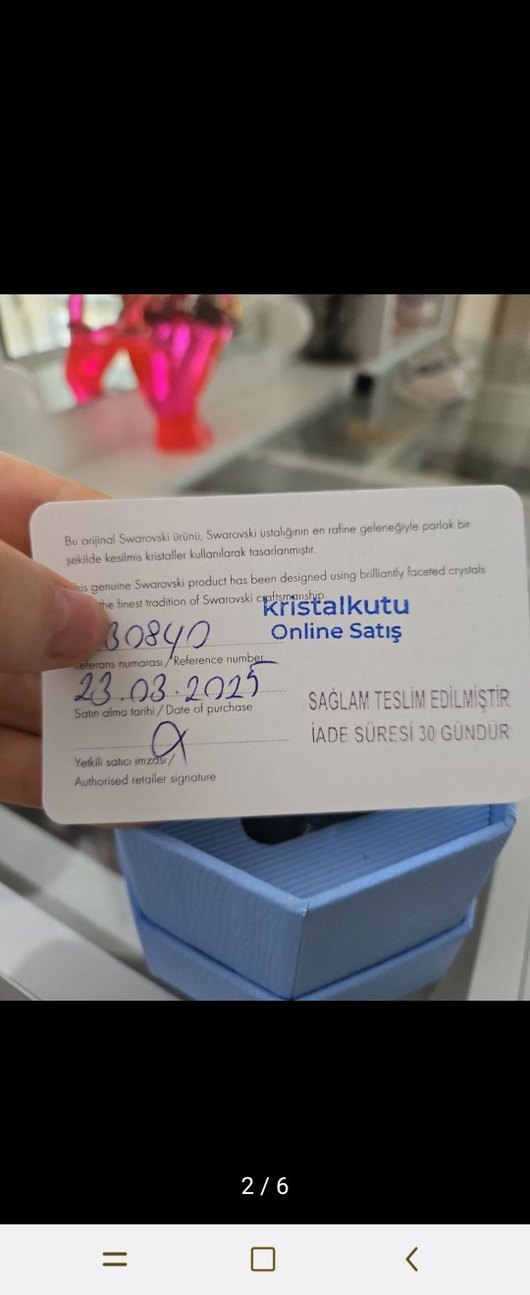 Bu orijinal Swarovski ürünü, Swarovski ustalığının en rafine geleneğiyle parlak bir
şekilde kesilmiş kristaller kullanılarak tasarlanmıştır.
genuine Swarovski product has been designed using brilliantly faceted crystals
the finest tradition of Swarovski craftsmanship.
kristalkutu
Online Satış
30840
Referans numarası / Reference number
23.03.2025
Satın alma tarihi / Date of purchase
SAĞLAM TESLİM EDİLMİŞTİR
İADE SÜRESİ 30 GÜNDÜR
Yetkili satıcı imzası /
Authorised retailer signature
2 / 6